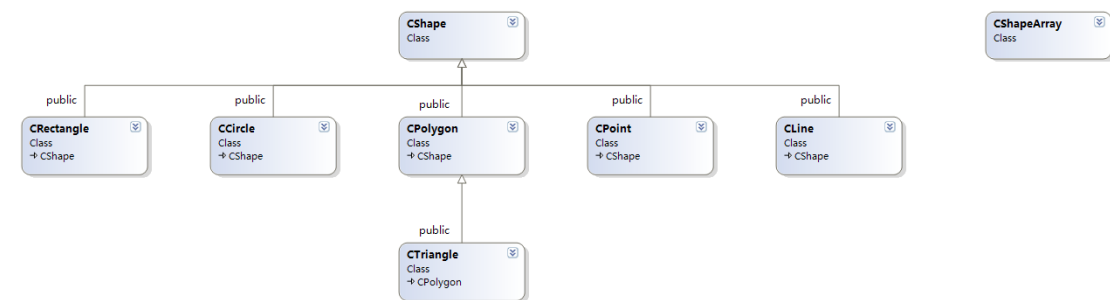 CShape
Class
CShapeArray
Class
public
public
public
public
public
CRectangle
Class
CShape
CCircle
Class
CShape
CPolygon
Class
CShape
CPoint
Class
CShape
CLine
Class
CShape
public
CTriangle
Class
CPolygon